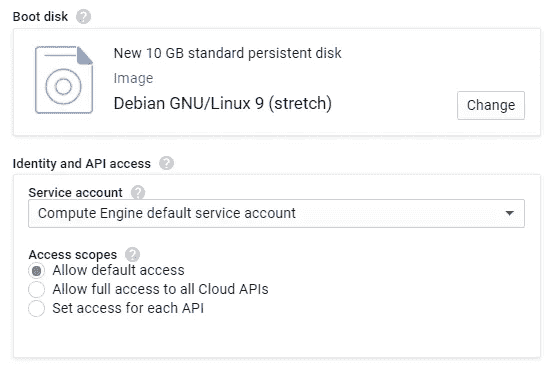 Boot disk
New 10 GB standard persistent disk
Image
Debian GNU/Linux 9 (stretch)
Change
Identity and API access
Service account
Compute Engine default service account
Access scopes
Allow default access
Allow full access to all Cloud APIs
Set access for each API